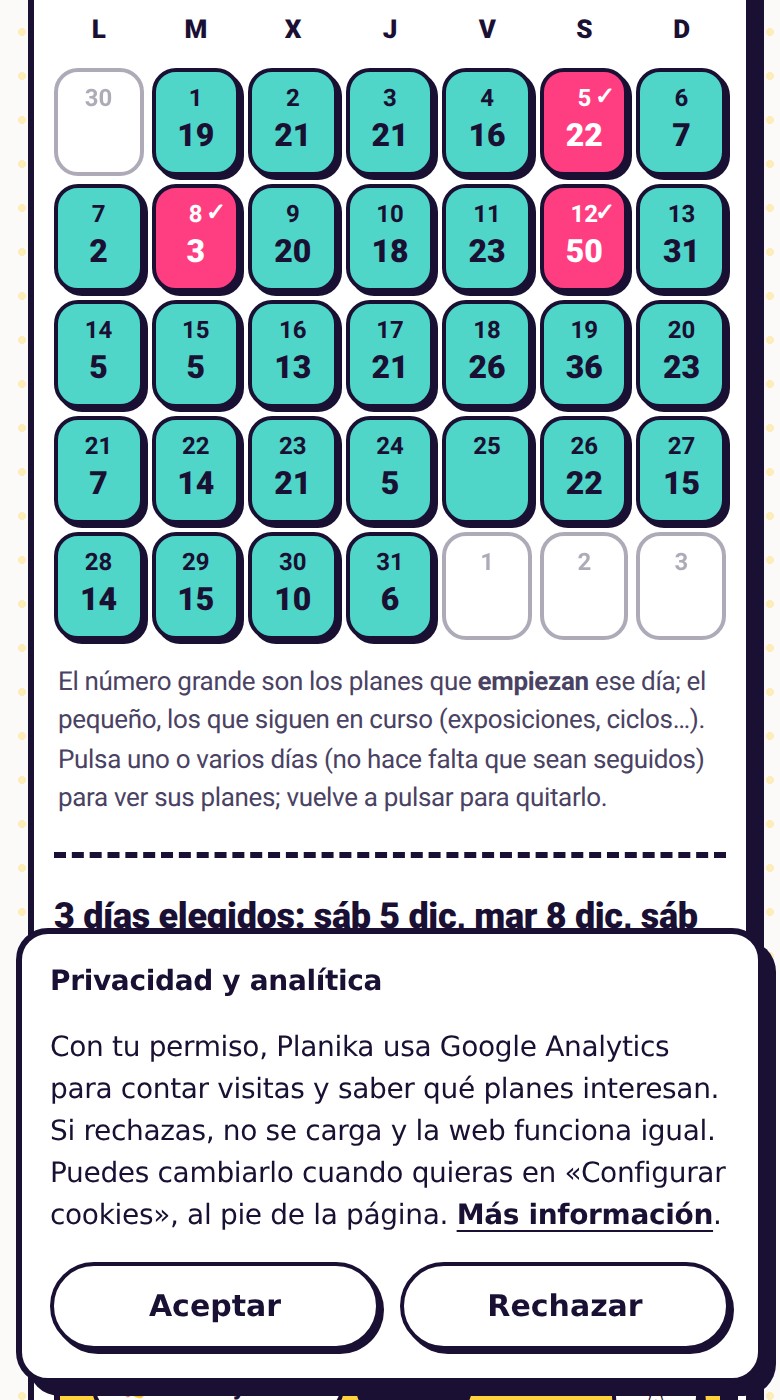 L M X J V S D
30 1 2 3 4 5 ✓ 6
19 21 21 16 22 7
7 8 ✓ 9 10 11 12 ✓ 13
2 3 20 18 23 50 31
14 15 16 17 18 19 20
5 5 13 21 26 36 23
21 22 23 24 25 26 27
7 14 21 5 22 15
28 29 30 31 1 2 3
14 15 10 6
El número grande son los planes que empiezan ese día; el
pequeño, los que siguen en curso (exposiciones, ciclos…).
Pulsa uno o varios días (no hace falta que sean seguidos)
para ver sus planes; vuelve a pulsar para quitarlo.
3 días elegidos: sáb 5 dic, mar 8 dic, sáb
Privacidad y analítica
Con tu permiso, Planika usa Google Analytics
para contar visitas y saber qué planes interesan.
Si rechazas, no se carga y la web funciona igual.
Puedes cambiarlo cuando quieras en «Configurar
cookies», al pie de la página. Más información.
Aceptar Rechazar